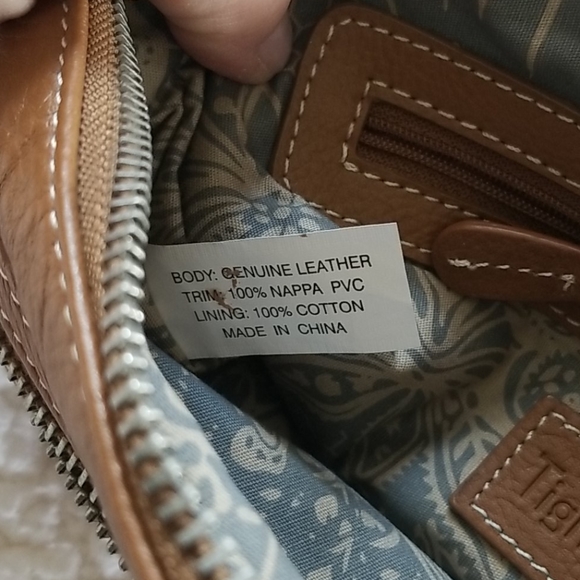 BODY: GENUINE LEATHER
TRIM: 100% NAPPA PVC
LINING: 100% COTTON
MADE IN CHINA